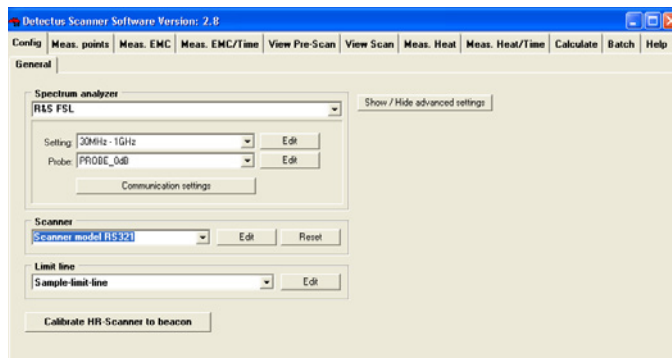 Detectus Scanner Software Version: 2.8
Config Meas. points Meas. EMC Meas. EMC/Time View Pre-Scan View Scan Meas. Heat Meas. Heat/Time Calculate Batch Help
General
Spectrum analyzer
R&S FSL
Show / Hide advanced settings
Setting: 30MHz - 1GHz Edit
Probe: PROBE_0dB Edit
Communication settings
Scanner
Scanner model RS321 Edit Reset
Limit line
Sample-limit-line Edit
Calibrate HR-Scanner to beacon